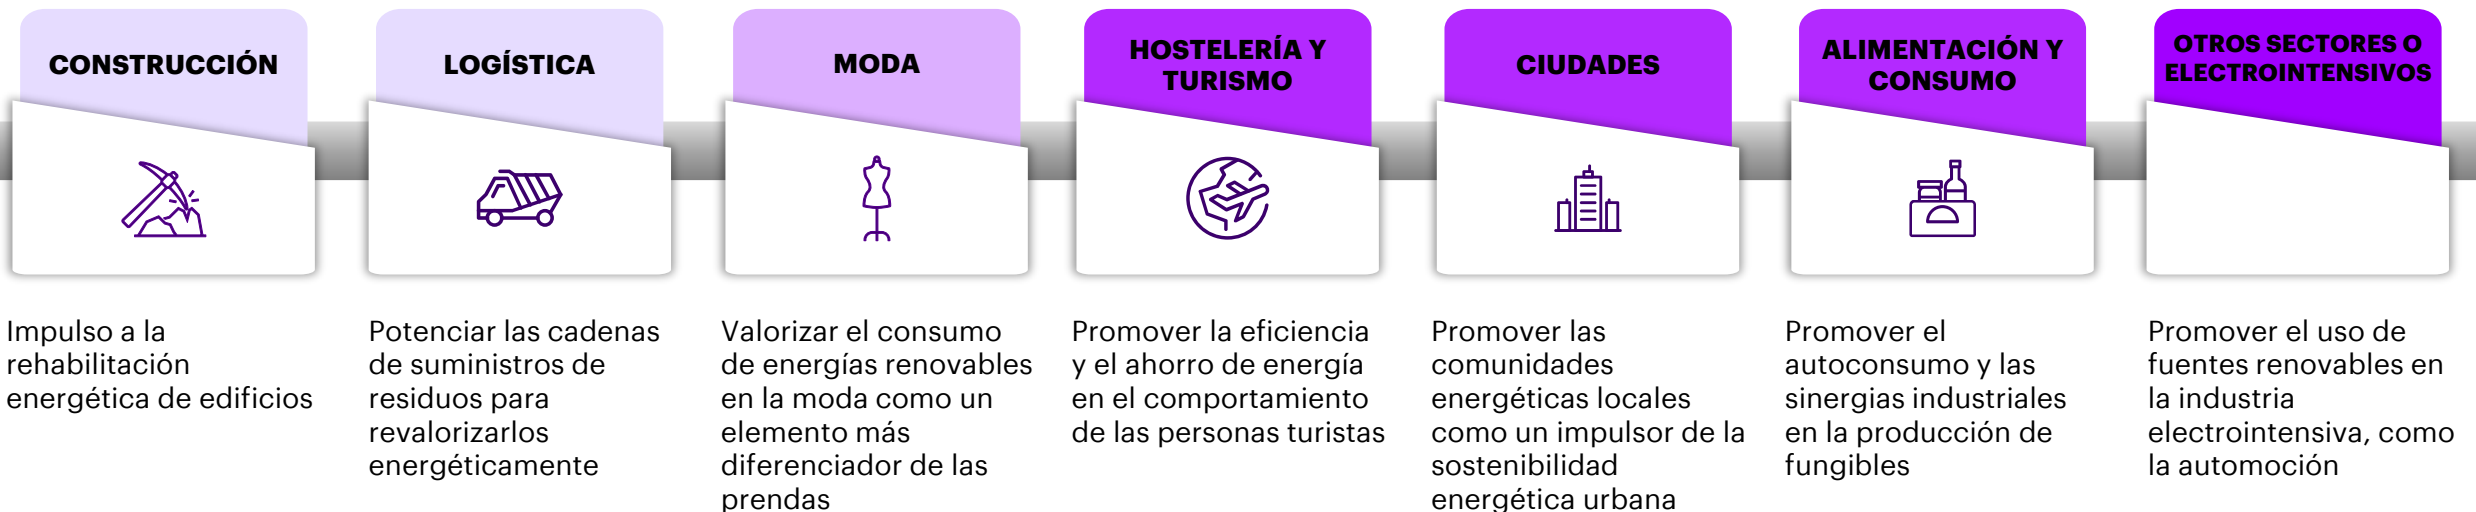 CONSTRUCCIÓN
Impulso a la
rehabilitación
energética de edificios
LOGÍSTICA
Potenciar las cadenas
de suministros de
residuos para
revalorizarlos
energéticamente
MODA
Valorizar el consumo
de energías renovables
en la moda como un
elemento más
diferenciador de las
prendas
HOSTELERÍA Y
TURISMO
Promover la eficiencia
y el ahorro de energía
en el comportamiento
de las personas turistas
CIUDADES
Promover las
comunidades
energéticas locales
como un impulsor de la
sostenibilidad
energética urbana
ALIMENTACIÓN Y
CONSUMO
Promover el
autoconsumo y las
sinergias industriales
en la producción de
fungibles
OTROS SECTORES O
ELECTROINTENSIVOS
Promover el uso de
fuentes renovables en
la industria
electrointensiva, como
la automoción